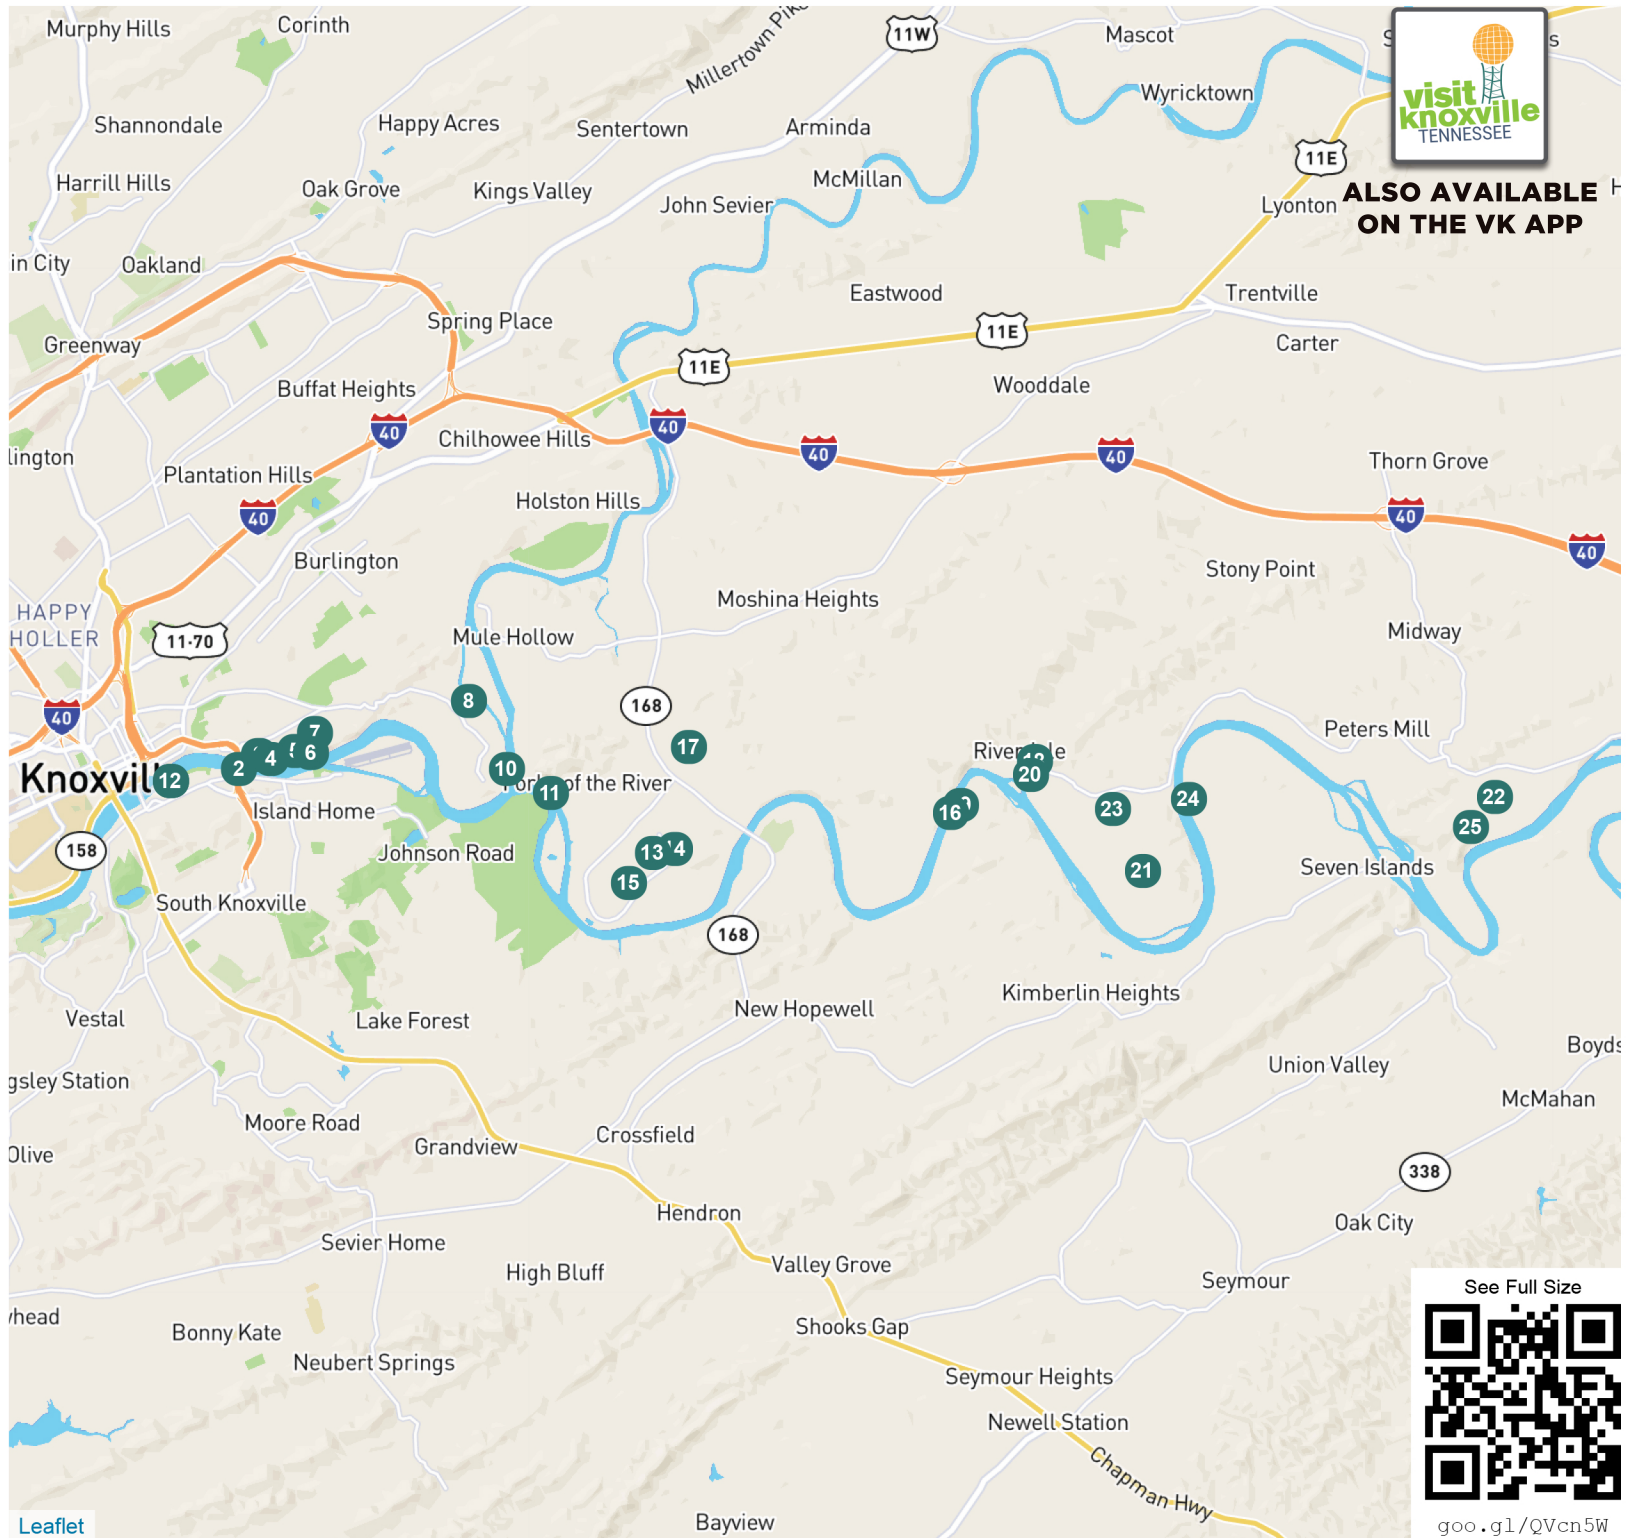 Murphy Hills
Corinth
Millertown Pike
11W
Mascot
visit
knoxville
TENNESSEE
ALSO AVAILABLE
ON THE VK APP
Shannondale
Happy Acres
Sentertown
Arminda
Wyricktown
11E
Harrill Hills
Oak Grove
Kings Valley
McMillan
John Sevier
Lyonton
in City
Oakland
Eastwood
Trentville
Spring Place
Greenway
11E
Carter
11E
Buffat Heights
Wooddale
40
Chilhowee Hills
40
40
40
lington
Plantation Hills
Thorn Grove
40
Holston Hills
40
40
Burlington
Stony Point
HAPPY
HOLLER
Moshina Heights
11-70
Mule Hollow
Midway
8
168
40
7
17
Peters Mill
Knoxvil
12
2
4
5
6
10
of the River
11
River
le
20
16
23
24
22
25
Island Home
158
Johnson Road
13
4
15
21
Seven Islands
South Knoxville
168
Kimberlin Heights
New Hopewell
Vestal
Lake Forest
Boyds
gsley Station
Union Valley
McMahan
Moore Road
Crossfield
Grandview
Olive
338
Hendron
Oak City
Sevier Home
Valley Grove
High Bluff
Seymour
See Full Size
head
Bonny Kate
Shooks Gap
Neubert Springs
Seymour Heights
Newell Station
Chapman Hwy
Bayview
Leaflet
goo.gl/QVcn5W